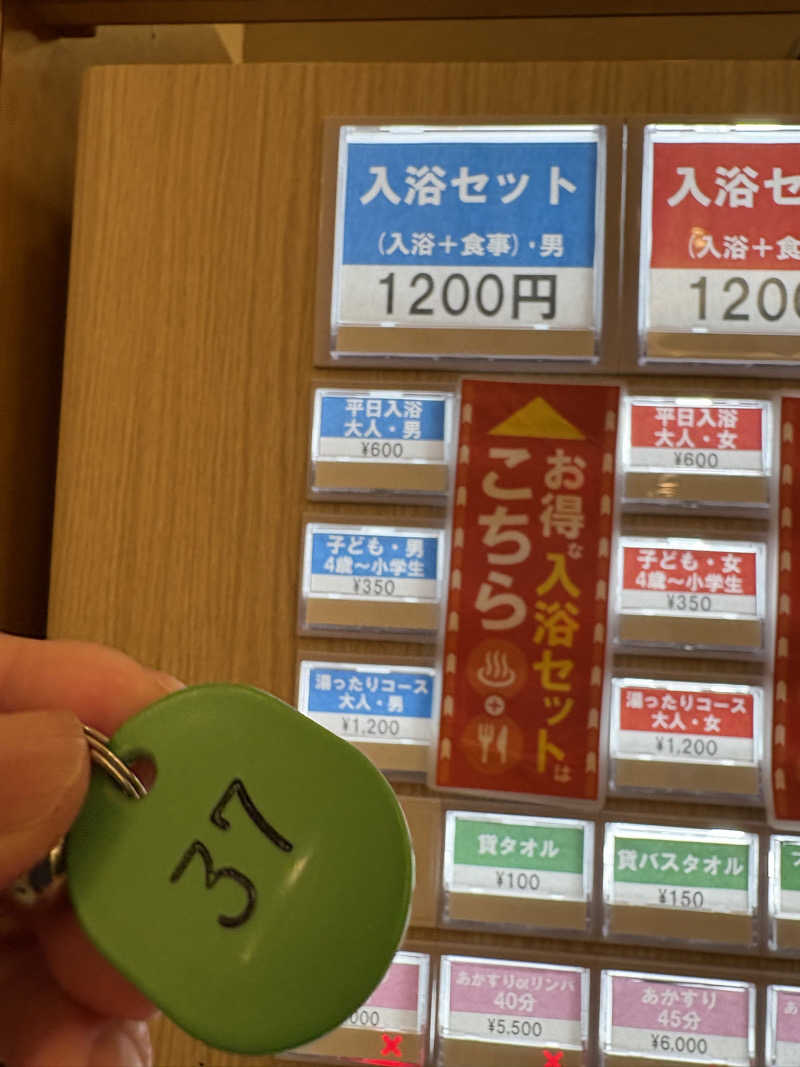 入浴セット
(入浴+食事)・男
1200円
入浴セ
(入浴+食
1200
平日入浴
大人・男
¥600
お得な入浴セットは
こちら
平日入浴
大人・女
¥600
子ども・男
4歳～小学生
¥350
子ども・女
4歳～小学生
¥350
湯ったりコース
大人・男
¥1,200
湯ったりコース
大人・女
¥1,200
37
貸タオル
¥100
貸バスタオル
¥150
000
あかすりorリンパ
40分
¥5,500
あかすり
45分
¥6,000